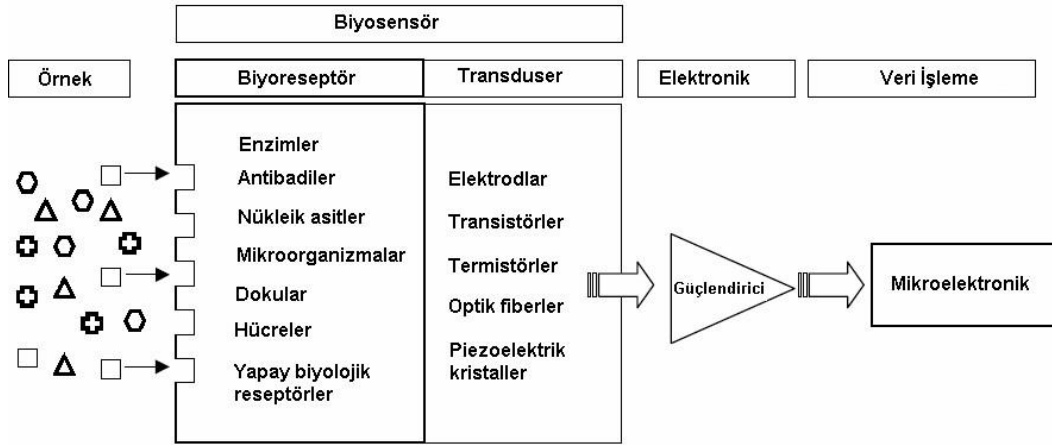 Biyosensör
Örnek
Biyoreseptör
Transduser
Elektronik
Veri İşleme
Enzimler
Antibadiler
Nükleik asitler
Mikroorganizmalar
Dokular
Hücreler
Yapay biyolojik
reseptörler
Elektrodlar
Transistörler
Termistörler
Optik fiberler
Piezoelektrik
kristaller
Güçlendirici
Mikroelektronik